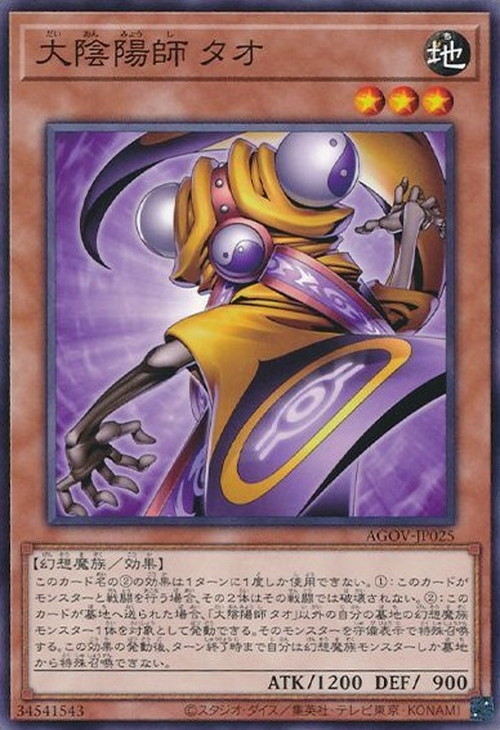 大陰陽師 タオ
地
AGOV-JP025
【幻想魔族／効果】
このカード名の②の効果は1ターンに1度しか使用できない。①：このカードが
モンスターと戦闘を行う場合、その2体はその戦闘では破壊されない。②：この
カードが墓地へ送られた場合、「大陰陽師 タオ」以外の自分の墓地の幻想魔族
モンスター1体を対象として発動できる。そのモンスターを守備表示で特殊召喚
する。この効果の発動後、ターン終了時まで自分は幻想魔族モンスターしか墓地
から特殊召喚できない。
ATK/1200 DEF/ 900
34541543 ©スタジオ・ダイス／集英社・テレビ東京・KONAMI